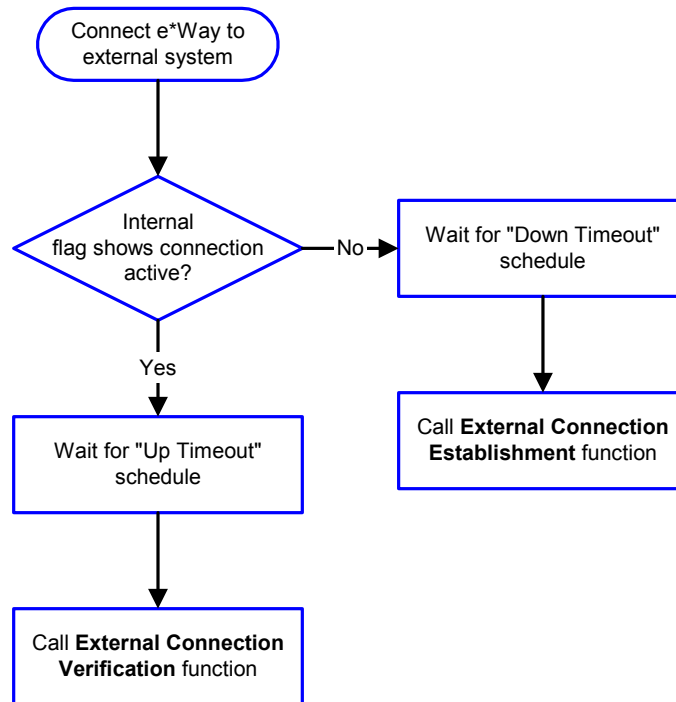 Connect e*Way to
external system
Internal
flag shows connection
active?
No
Wait for "Down Timeout"
schedule
Yes
Call External Connection
Establishment function
Wait for "Up Timeout"
schedule
Call External Connection
Verification function